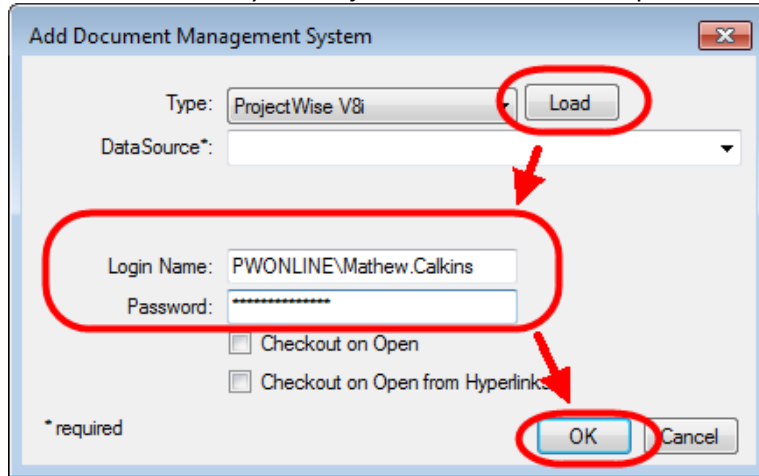 Add Document Management System
Type: ProjectWise V8i Load
DataSource*:
Login Name: PWONLINE\Mathew.Calkins
Password: **************
Checkout on Open
Checkout on Open from Hyperlinks
* required OK Cancel